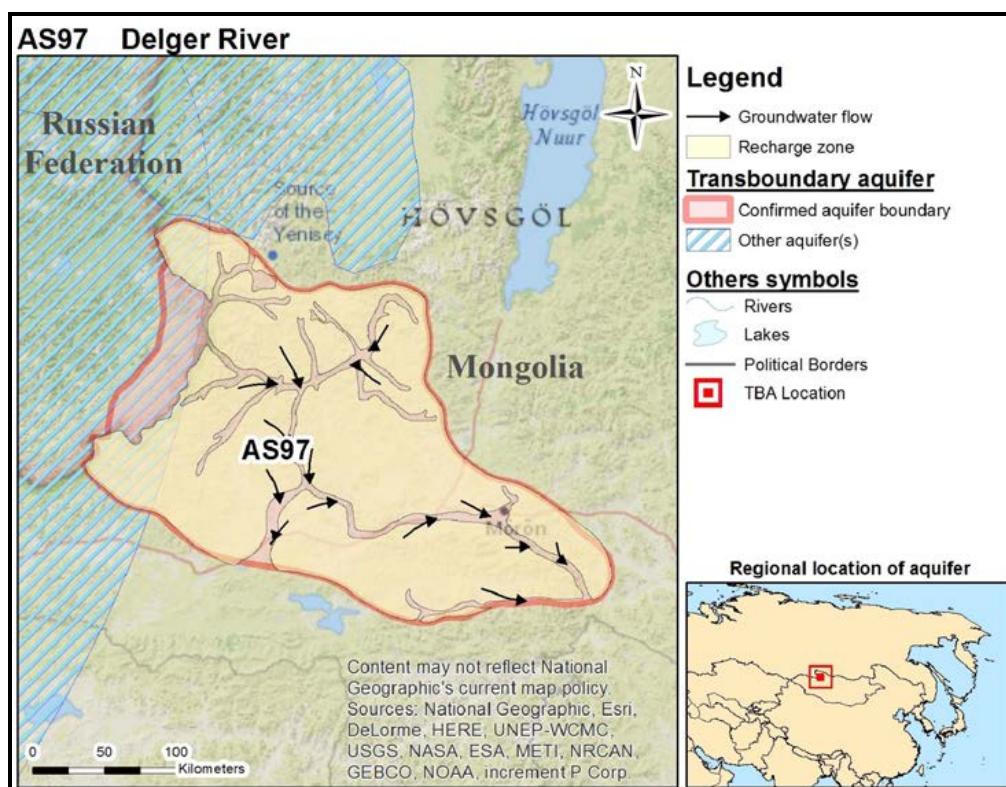 AS97 Delger River
Russian
Federation
Source
of the
Yenisey
Hövsgöl
Nuur
HÖVSGÖL
N
Mongolia
AS97
Mörön
Content may not reflect National
Geographic's current map policy.
Sources: National Geographic, Esri,
DeLorme, HERE, UNEP-WCMC,
USGS, NASA, ESA, METI, NRCAN,
GEBCO, NOAA, increment P Corp.
0 50 100
Kilometers
Legend
Groundwater flow
Recharge zone
Transboundary aquifer
Confirmed aquifer boundary
Other aquifer(s)
Others symbols
Rivers
Lakes
Political Borders
TBA Location
Regional location of aquifer